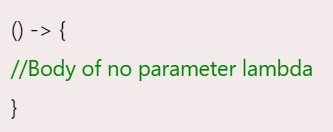 () -> {
//Body of no parameter lambda
}